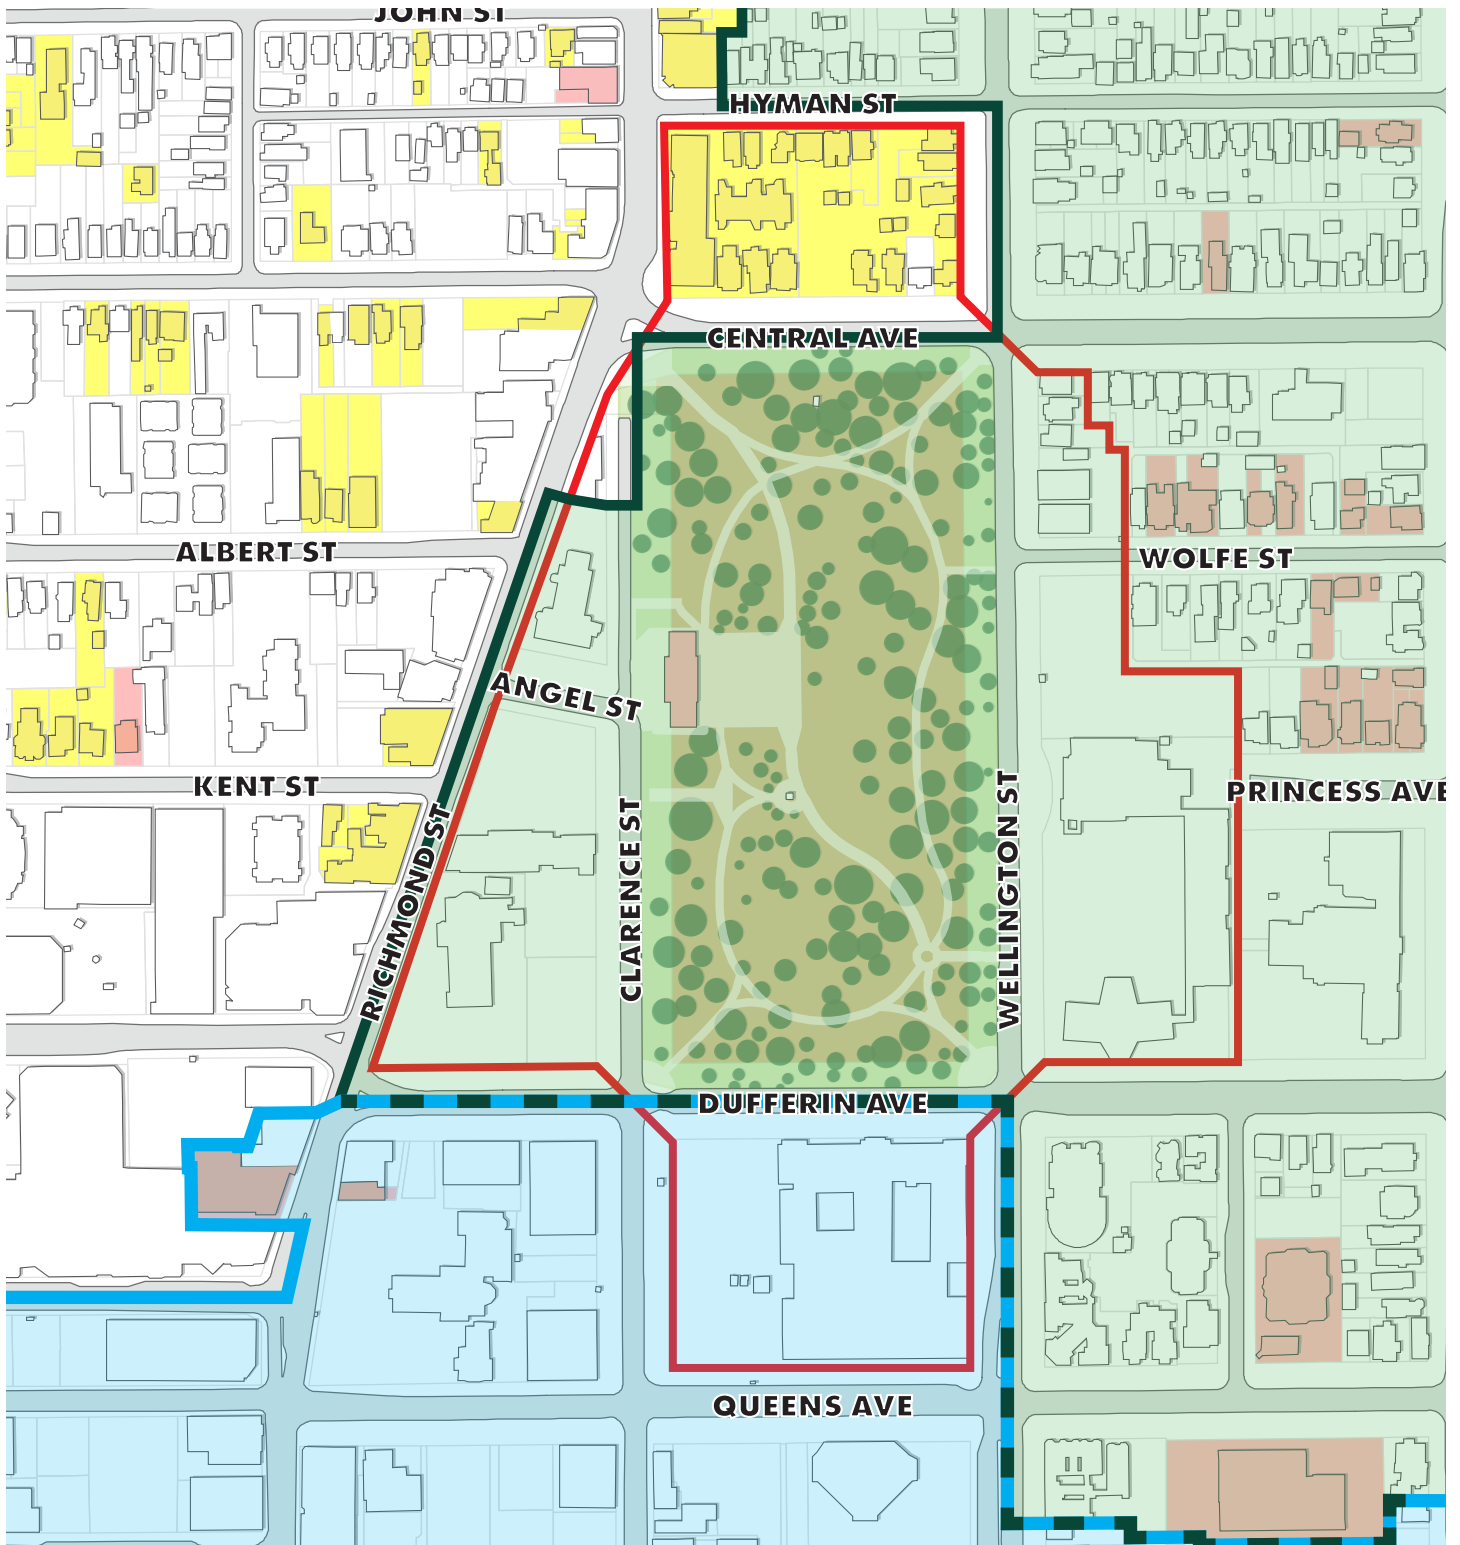 JOHN ST
HYMAN ST
CENTRAL AVE
ALBERT ST
WOLFE ST
ANGEL ST
KENT ST
PRINCESS AVE
RICHMOND ST
CLARENCE ST
WELLINGTON ST
DUFFERIN AVE
QUEENS AVE